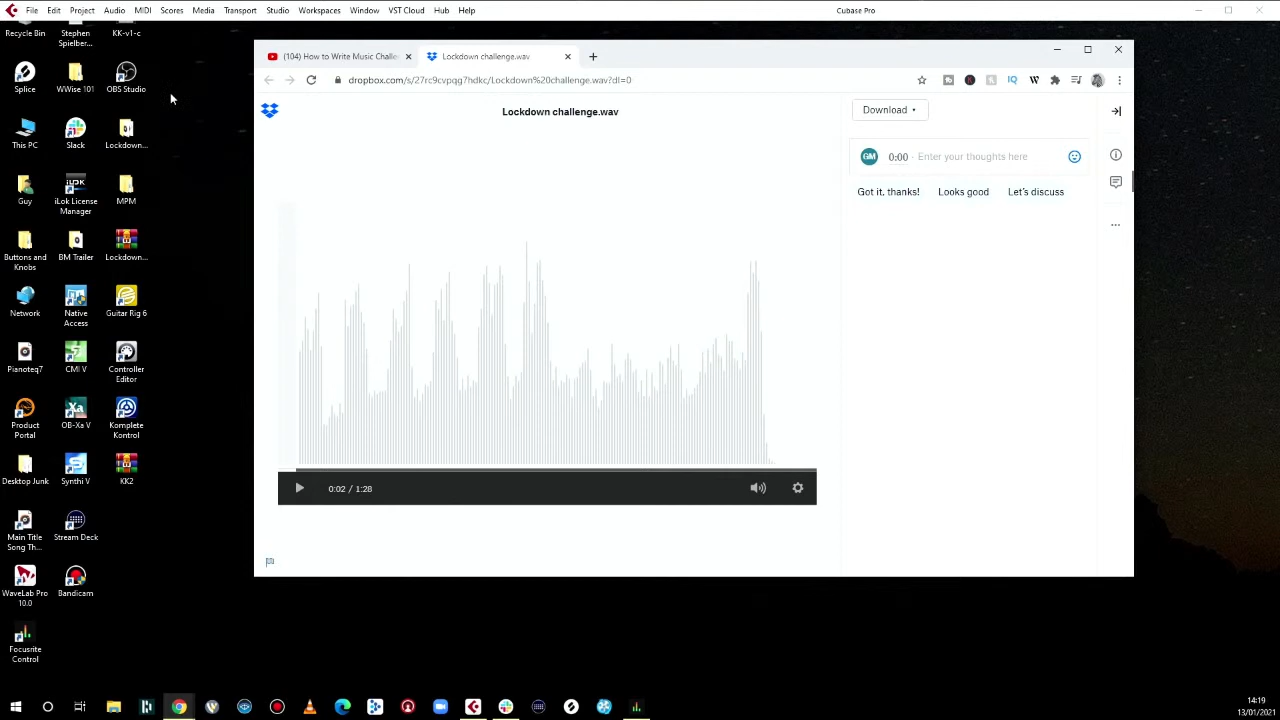 File Edit Project Audio MIDI Scores Media Transport Studio Workspaces Window VST Cloud Hub Help
Cubase Pro
Recycle Bin
Stephen Spielber...
KK-v1-c
Splice
WWise 101
OBS Studio
This PC
Slack
Lockdown...
Guy
iLok License Manager
MPM
Buttons and Knobs
BM Trailer
Lockdown...
Network
Native Access
Guitar Rig 6
Pianoteq7
CMI V
Controller Editor
Product Portal
OB-Xa V
Komplete Kontrol
Desktop Junk
Synthi V
KK2
Main Title Song Th...
Stream Deck
WaveLab Pro 10.0
Bandicam
Focusrite Control
(104) How to Write Music Challe
Lockdown challenge.wav
dropbox.com/s/27rc9cvpqg7hdkc/Lockdown%20challenge.wav?dl=0
Lockdown challenge.wav
Download
GM 0:00 · Enter your thoughts here
Got it, thanks! Looks good Let's discuss
0:02 / 1:28
14:19
13/01/2021